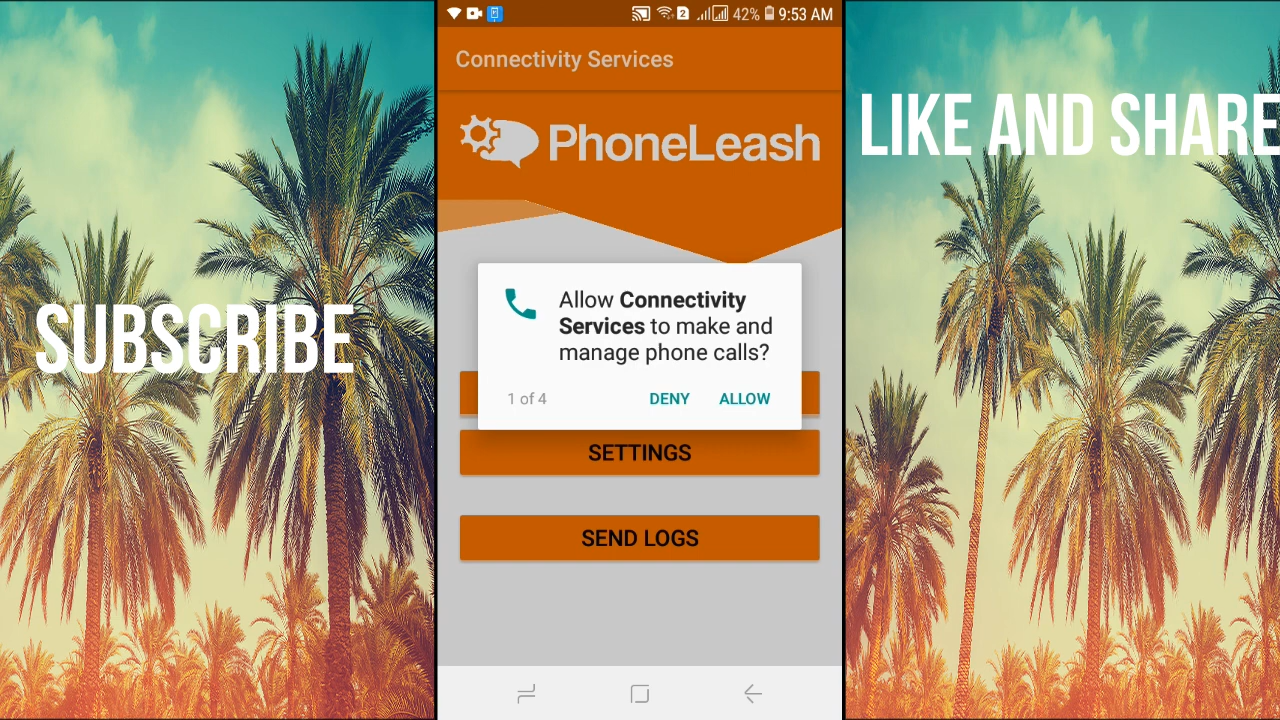 42% 9:53 AM
Connectivity Services
PhoneLeash
LIKE AND SHARE
SUBSCRIBE
Allow Connectivity
Services to make and
manage phone calls?
1 of 4 DENY ALLOW
SETTINGS
SEND LOGS